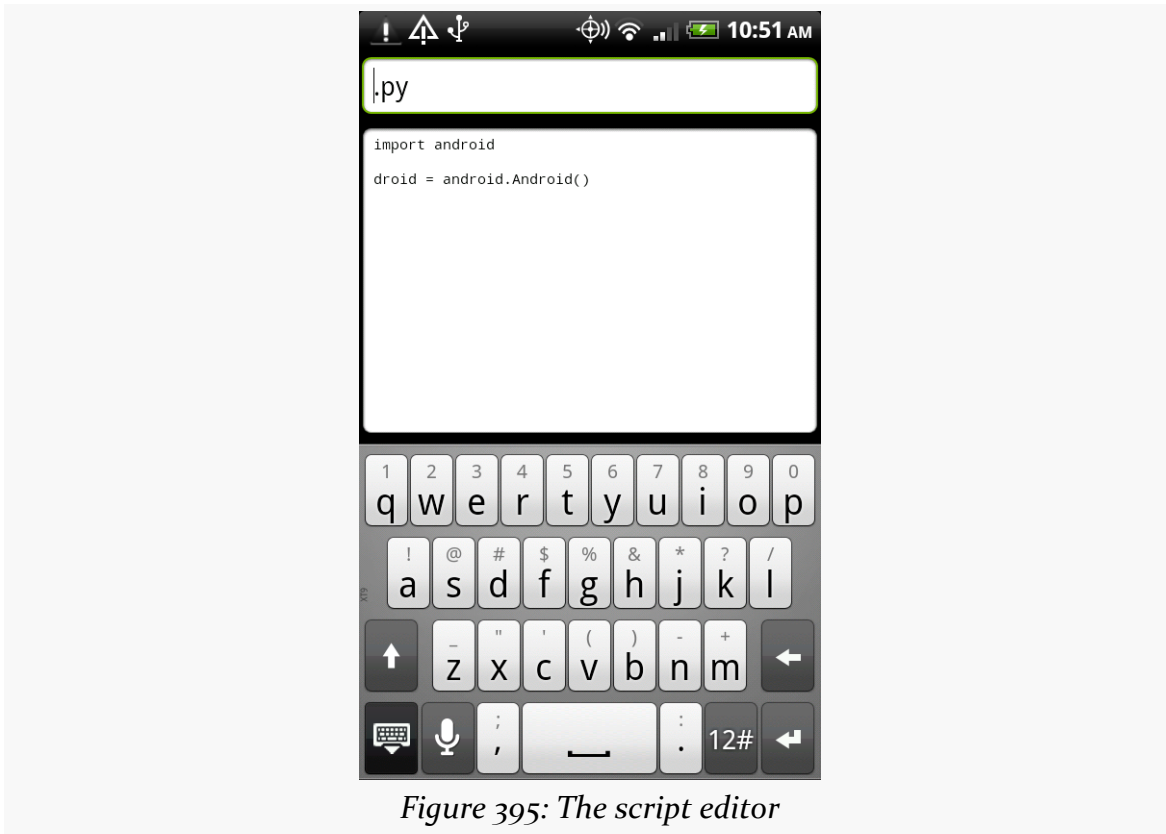 10:51 AM
.py
import android
droid = android.Android()
1 2 3 4 5 6 7 8 9 0
q w e r t y u i o p
! @ # $ % & * ? /
a s d f g h j k l
XT9
_ " ' ( ) - +
z x c v b n m
; :
, . 12#
Figure 395: The script editor